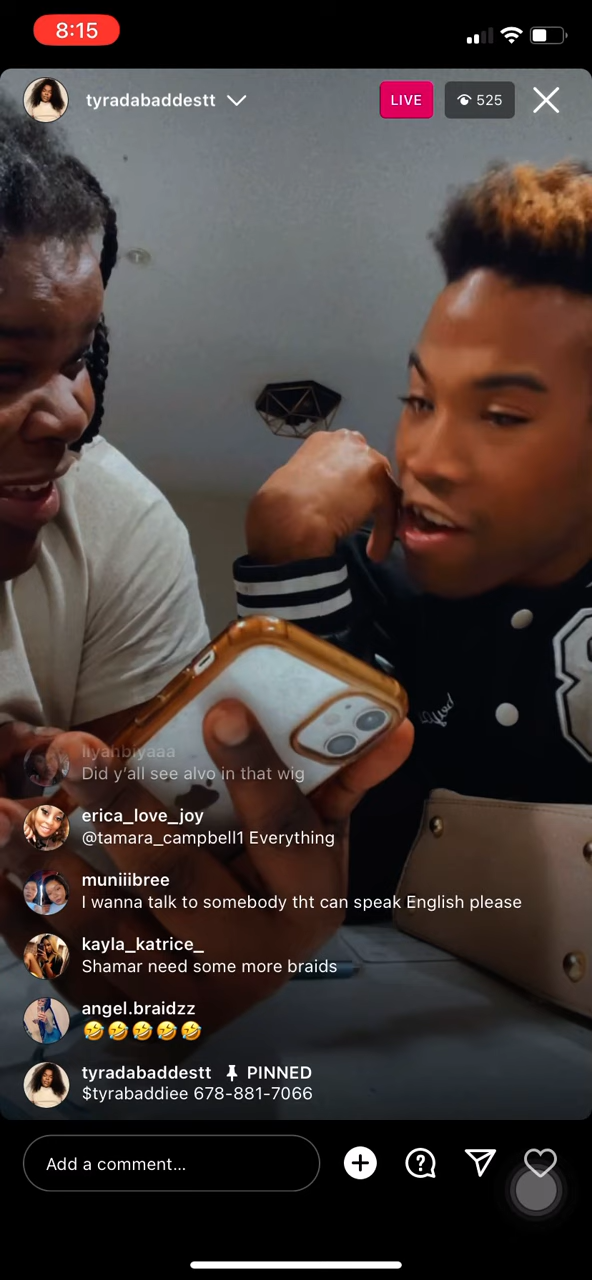 8:15
tyradabaddestt
LIVE
525
liyahbiyaaa
Did y'all see alvo in that wig
erica_love_joy
@tamara_campbell1 Everything
muniiibree
I wanna talk to somebody tht can speak English please
kayla_katrice_
Shamar need some more braids
angel.braidzz
🤣🤣🤣🤣🤣
tyradabaddestt PINNED
$tyrabaddiee 678-881-7066
Add a comment...